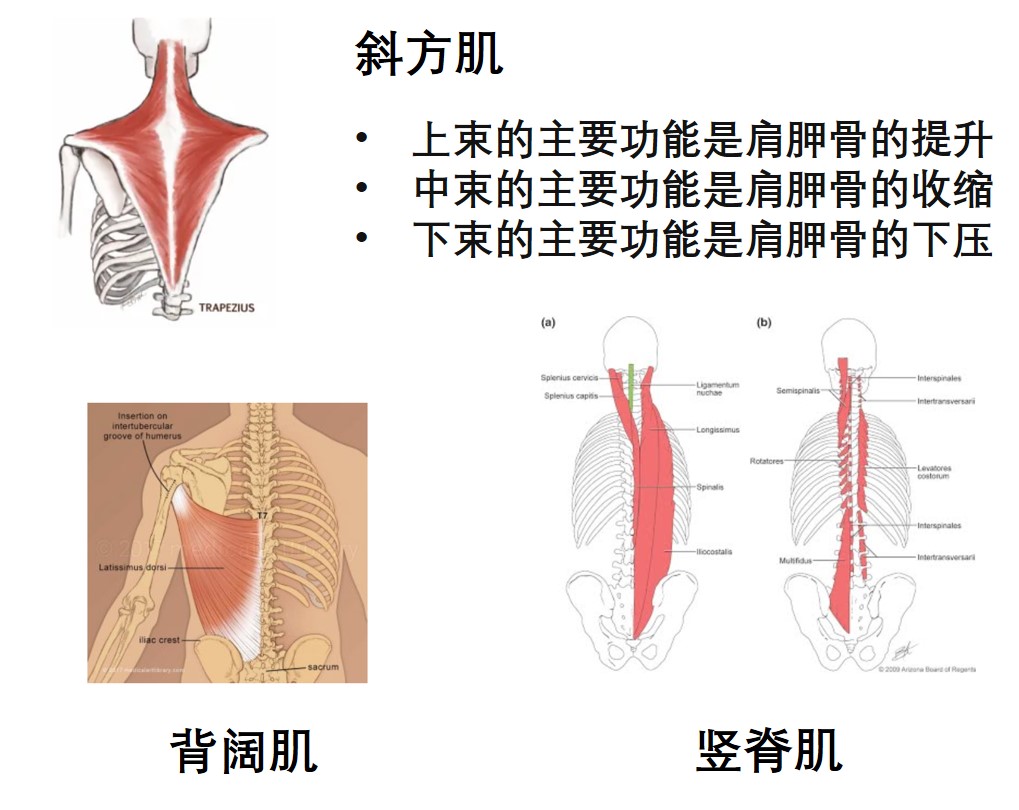 斜方肌
• 上束的主要功能是肩胛骨的提升
• 中束的主要功能是肩胛骨的收缩
• 下束的主要功能是肩胛骨的下压
TRAPEZIUS
Insertion on
intertubercular
groove of humerus
T7
Latissimus dorsi
iliac crest
sacrum
背阔肌
(a)
Splenius cervicis
Splenius capitis
Ligamentum
nuchae
Longissimus
Spinalis
Iliocostalis
(b)
Semispinalis
Interspinales
Intertransversarii
Rotatores
Levatores
costorum
Interspinales
Multifidus
Intertransversarii
© 2009 Arizona Board of Regents
竖脊肌